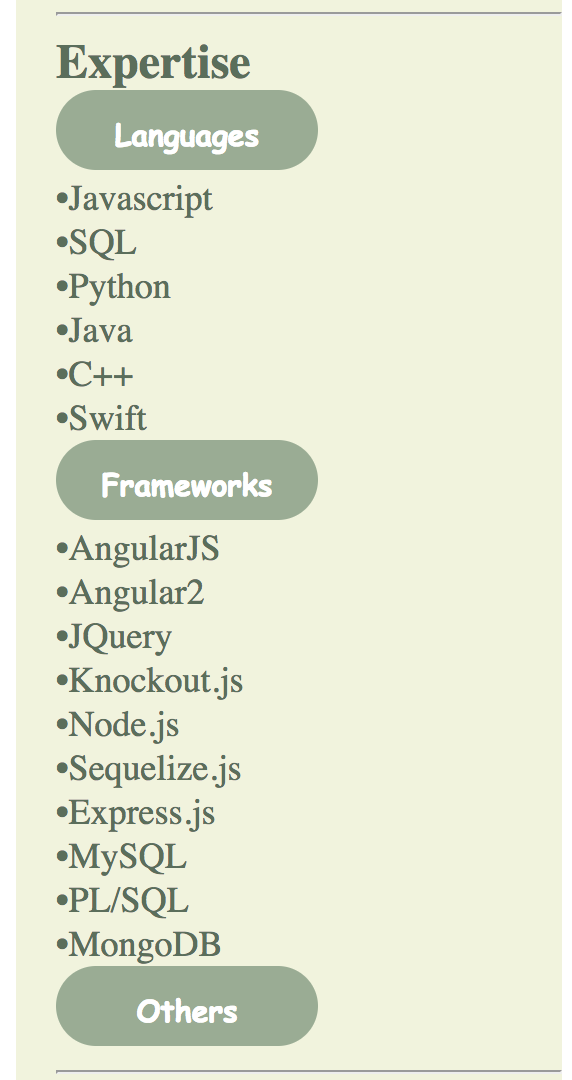 Expertise
Languages
•Javascript
•SQL
•Python
•Java
•C++
•Swift
Frameworks
•AngularJS
•Angular2
•JQuery
•Knockout.js
•Node.js
•Sequelize.js
•Express.js
•MySQL
•PL/SQL
•MongoDB
Others